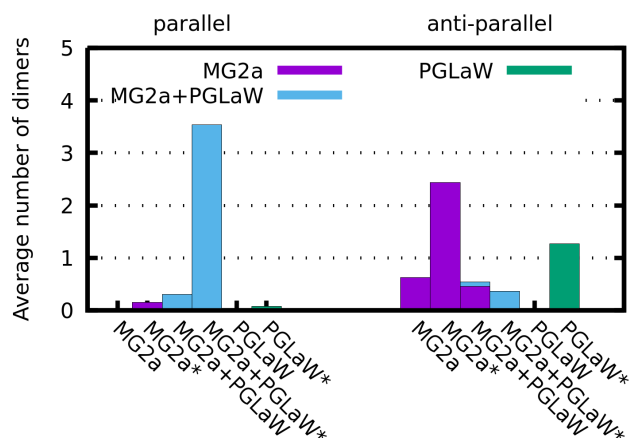 parallel
anti-parallel
Average number of dimers
5
4
3
2
1
0
MG2a
MG2a+PGLaW
PGLaW
MG2a
MG2a*
MG2a+PGLaW
MG2a+PGLaW*
PGLaW
PGLaW*
MG2a
MG2a*
MG2a+PGLaW
MG2a+PGLaW*
PGLaW
PGLaW*